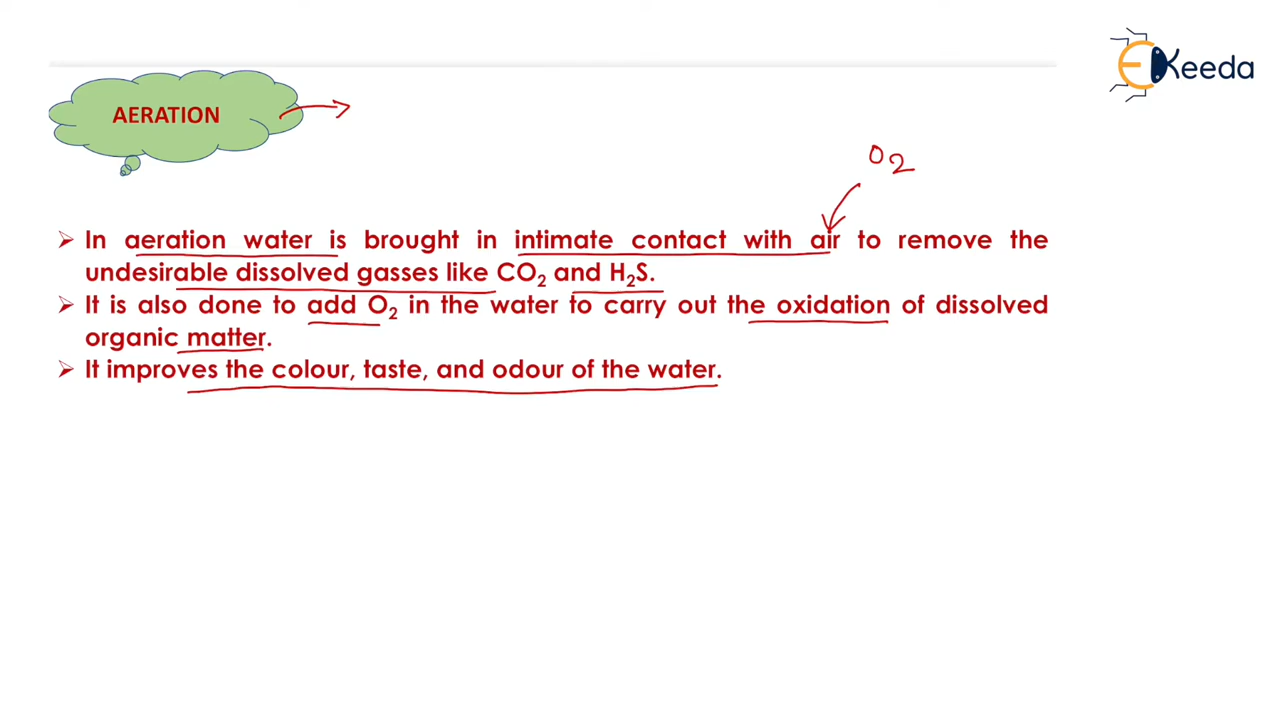 EKeeda
AERATION
O2
➢ In aeration water is brought in intimate contact with air to remove the
undesirable dissolved gasses like CO₂ and H₂S.
➢ It is also done to add O₂ in the water to carry out the oxidation of dissolved
organic matter.
➢ It improves the colour, taste, and odour of the water.